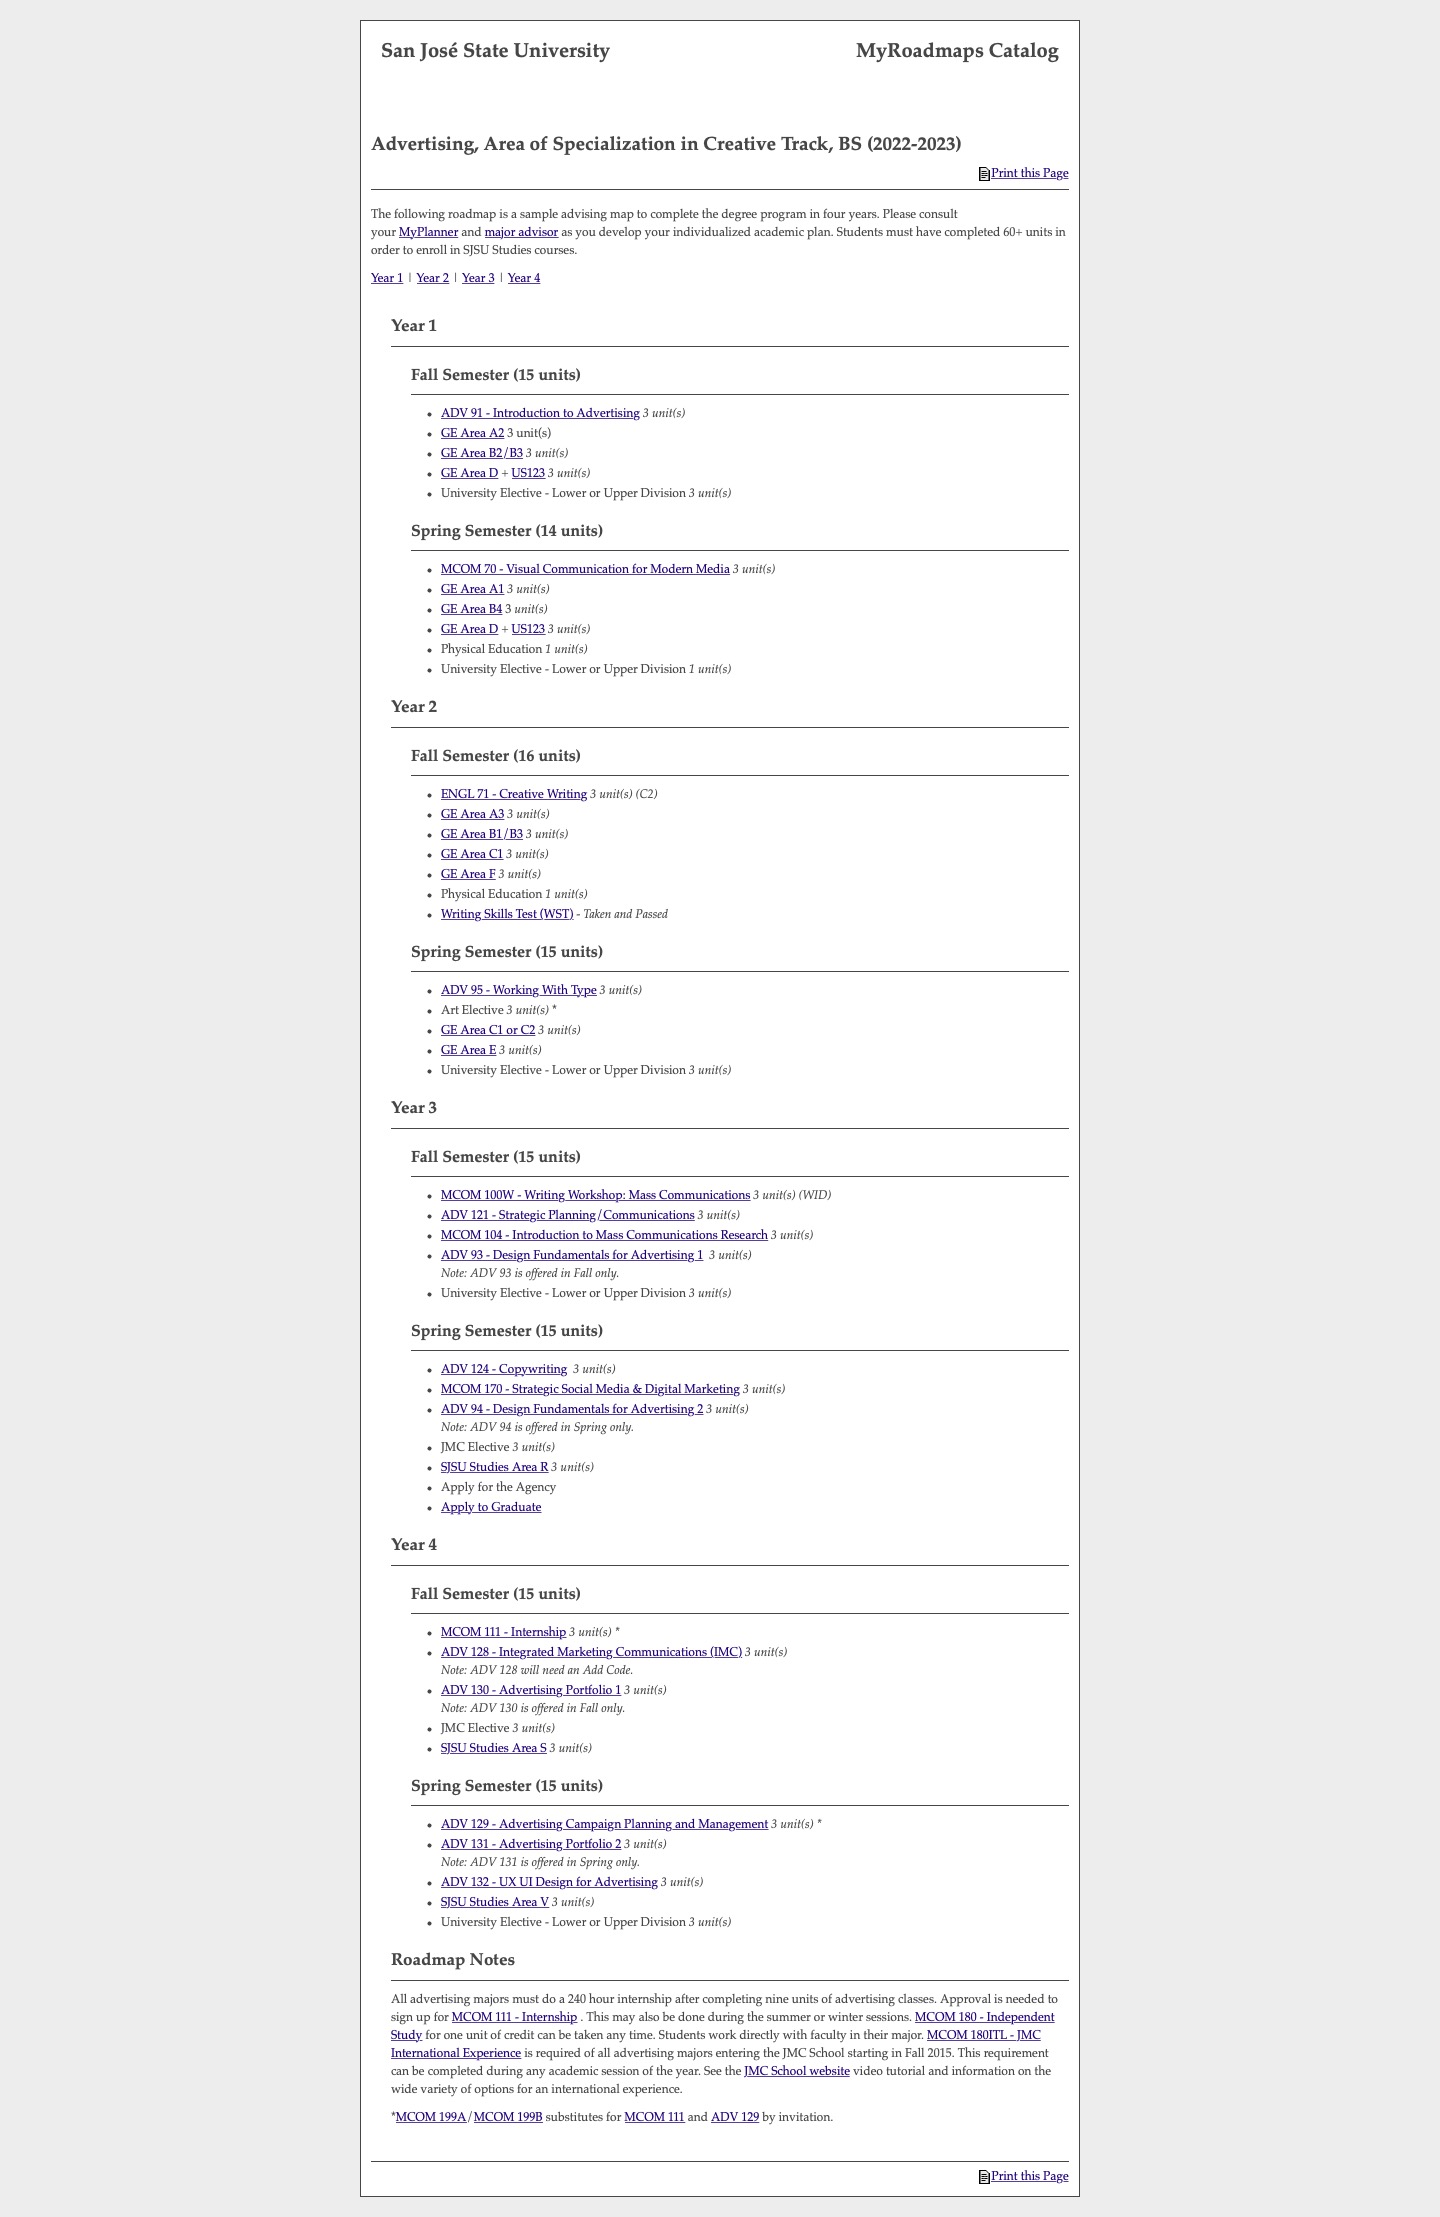 San José State University
MyRoadmaps Catalog
Advertising, Area of Specialization in Creative Track, BS (2022-2023)
Print this Page
The following roadmap is a sample advising map to complete the degree program in four years. Please consult
your MyPlanner and major advisor as you develop your individualized academic plan. Students must have completed 60+ units in
order to enroll in SJSU Studies courses.
Year 1 | Year 2 | Year 3 | Year 4
Year 1
Fall Semester (15 units)
• ADV 91 - Introduction to Advertising 3 unit(s)
• GE Area A2 3 unit(s)
• GE Area B2/B3 3 unit(s)
• GE Area D + US123 3 unit(s)
• University Elective - Lower or Upper Division 3 unit(s)
Spring Semester (14 units)
• MCOM 70 - Visual Communication for Modern Media 3 unit(s)
• GE Area A1 3 unit(s)
• GE Area B4 3 unit(s)
• GE Area D + US123 3 unit(s)
• Physical Education 1 unit(s)
• University Elective - Lower or Upper Division 1 unit(s)
Year 2
Fall Semester (16 units)
• ENGL 71 - Creative Writing 3 unit(s) (C2)
• GE Area A3 3 unit(s)
• GE Area B1/B3 3 unit(s)
• GE Area C1 3 unit(s)
• GE Area F 3 unit(s)
• Physical Education 1 unit(s)
• Writing Skills Test (WST) - Taken and Passed
Spring Semester (15 units)
• ADV 95 - Working With Type 3 unit(s)
• Art Elective 3 unit(s) *
• GE Area C1 or C2 3 unit(s)
• GE Area E 3 unit(s)
• University Elective - Lower or Upper Division 3 unit(s)
Year 3
Fall Semester (15 units)
• MCOM 100W - Writing Workshop: Mass Communications 3 unit(s) (WID)
• ADV 121 - Strategic Planning/Communications 3 unit(s)
• MCOM 104 - Introduction to Mass Communications Research 3 unit(s)
• ADV 93 - Design Fundamentals for Advertising 1 3 unit(s)
Note: ADV 93 is offered in Fall only.
• University Elective - Lower or Upper Division 3 unit(s)
Spring Semester (15 units)
• ADV 124 - Copywriting 3 unit(s)
• MCOM 170 - Strategic Social Media & Digital Marketing 3 unit(s)
• ADV 94 - Design Fundamentals for Advertising 2 3 unit(s)
Note: ADV 94 is offered in Spring only.
• JMC Elective 3 unit(s)
• SJSU Studies Area R 3 unit(s)
• Apply for the Agency
• Apply to Graduate
Year 4
Fall Semester (15 units)
• MCOM 111 - Internship 3 unit(s) *
• ADV 128 - Integrated Marketing Communications (IMC) 3 unit(s)
Note: ADV 128 will need an Add Code.
• ADV 130 - Advertising Portfolio 1 3 unit(s)
Note: ADV 130 is offered in Fall only.
• JMC Elective 3 unit(s)
• SJSU Studies Area S 3 unit(s)
Spring Semester (15 units)
• ADV 129 - Advertising Campaign Planning and Management 3 unit(s) *
• ADV 131 - Advertising Portfolio 2 3 unit(s)
Note: ADV 131 is offered in Spring only.
• ADV 132 - UX UI Design for Advertising 3 unit(s)
• SJSU Studies Area V 3 unit(s)
• University Elective - Lower or Upper Division 3 unit(s)
Roadmap Notes
All advertising majors must do a 240 hour internship after completing nine units of advertising classes. Approval is needed to
sign up for MCOM 111 - Internship . This may also be done during the summer or winter sessions. MCOM 180 - Independent
Study for one unit of credit can be taken any time. Students work directly with faculty in their major. MCOM 180ITL - JMC
International Experience is required of all advertising majors entering the JMC School starting in Fall 2015. This requirement
can be completed during any academic session of the year. See the JMC School website video tutorial and information on the
wide variety of options for an international experience.
*MCOM 199A/MCOM 199B substitutes for MCOM 111 and ADV 129 by invitation.
Print this Page